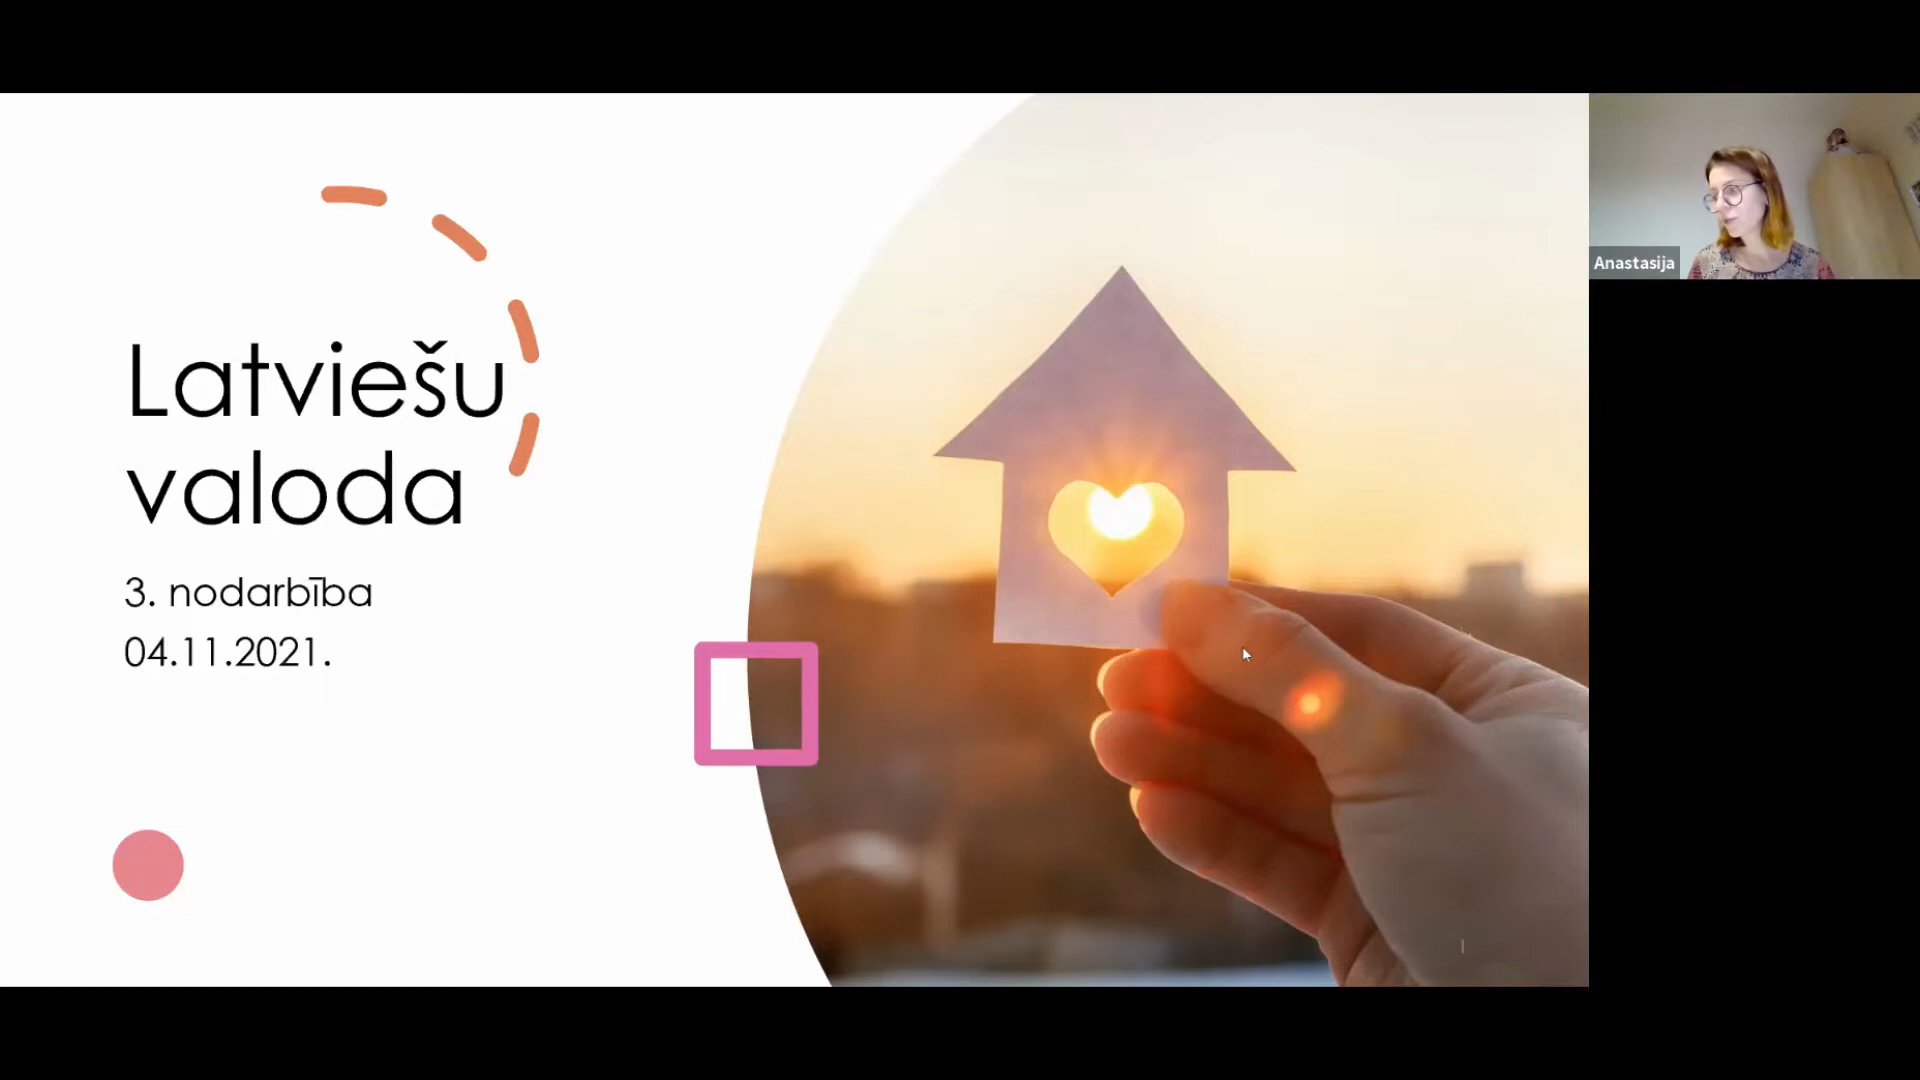 Latviešu
valoda
3. nodarbība
04.11.2021.
Anastasija